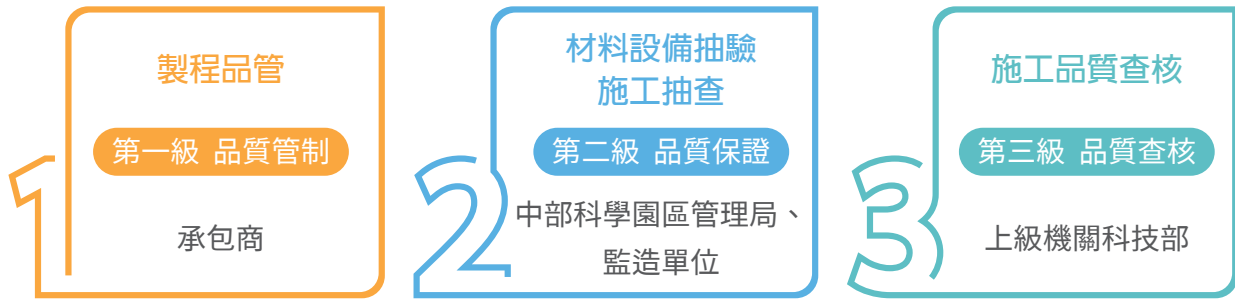 1
製程品管
第一級 品質管制
承包商
2
材料設備抽驗
施工抽查
第二級 品質保證
中部科學園區管理局、
監造單位
3
施工品質查核
第三級 品質查核
上級機關科技部